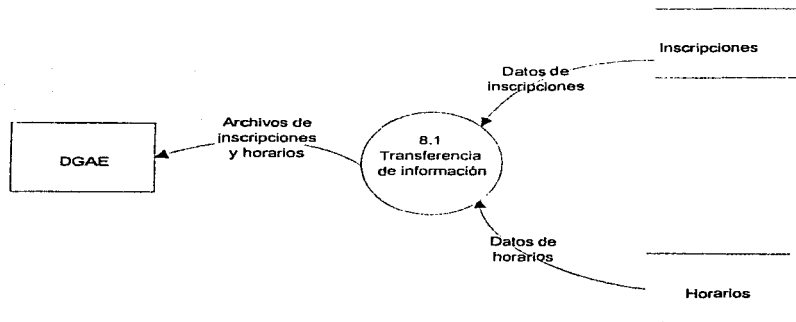 Inscripciones
Datos de
inscripciones
Archivos de
inscripciones
y horarios
8.1
Transferencia
de información
DGAE
Datos de
horarios
Horarios